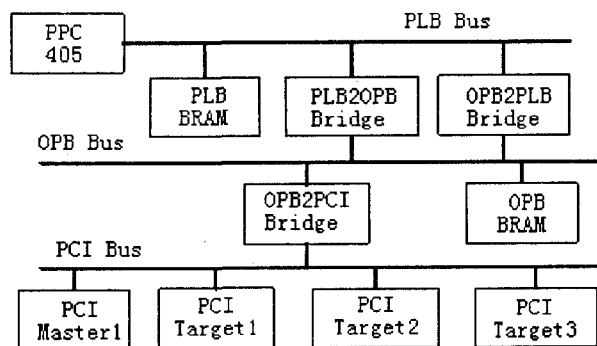 PPC
405
PLB Bus
PLB
BRAM
PLB2OPB
Bridge
OPB2PLB
Bridge
OPB Bus
OPB2PCI
Bridge
OPB
BRAM
PCI Bus
PCI
Master1
PCI
Target1
PCI
Target2
PCI
Target3